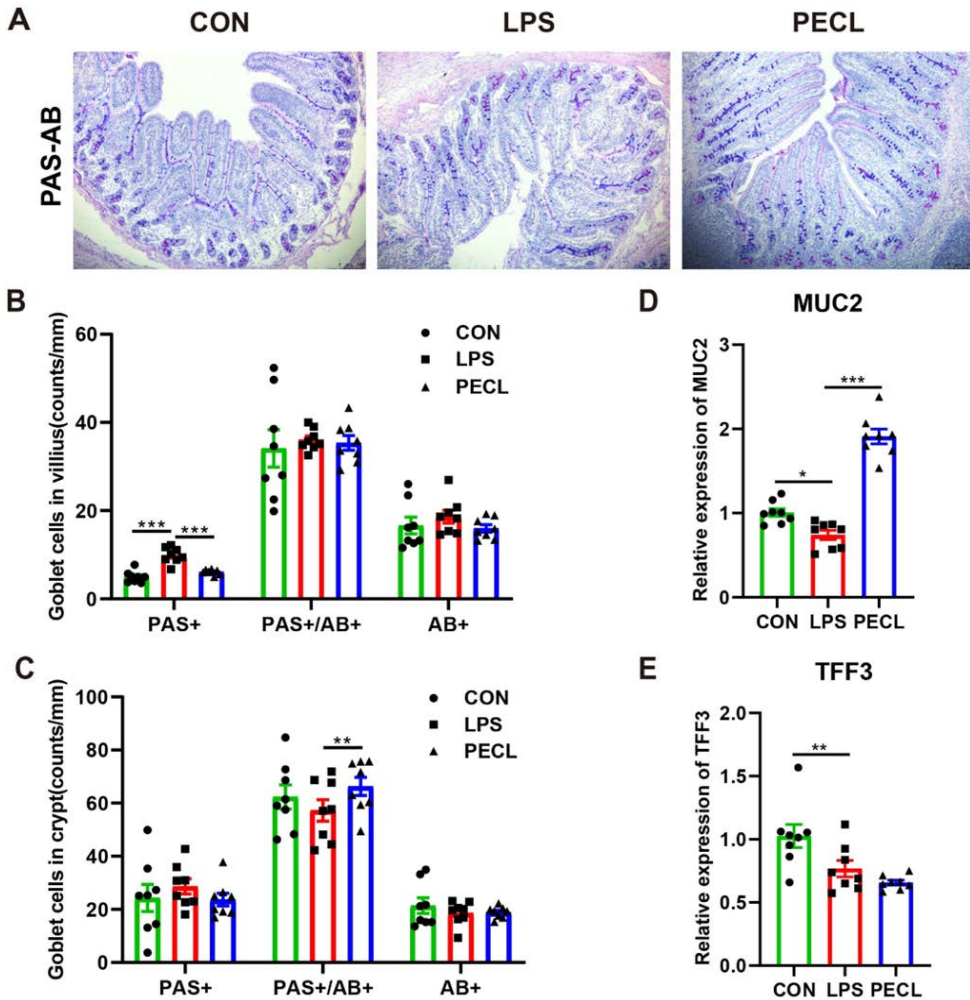 A
CON
LPS
PECL
PAS-AB
B
Goblet cells in villius(counts/mm)
60
40
20
0
CON
LPS
PECL
***
***
PAS+
PAS+/AB+
AB+
C
Goblet cells in crypt(counts/mm)
100
80
60
40
20
0
CON
LPS
PECL
**
PAS+
PAS+/AB+
AB+
D
MUC2
Relative expression of MUC2
3
2
1
0
***
*
CON
LPS
PECL
E
TFF3
Relative expression of TFF3
2.0
1.5
1.0
0.5
0.0
**
CON
LPS
PECL